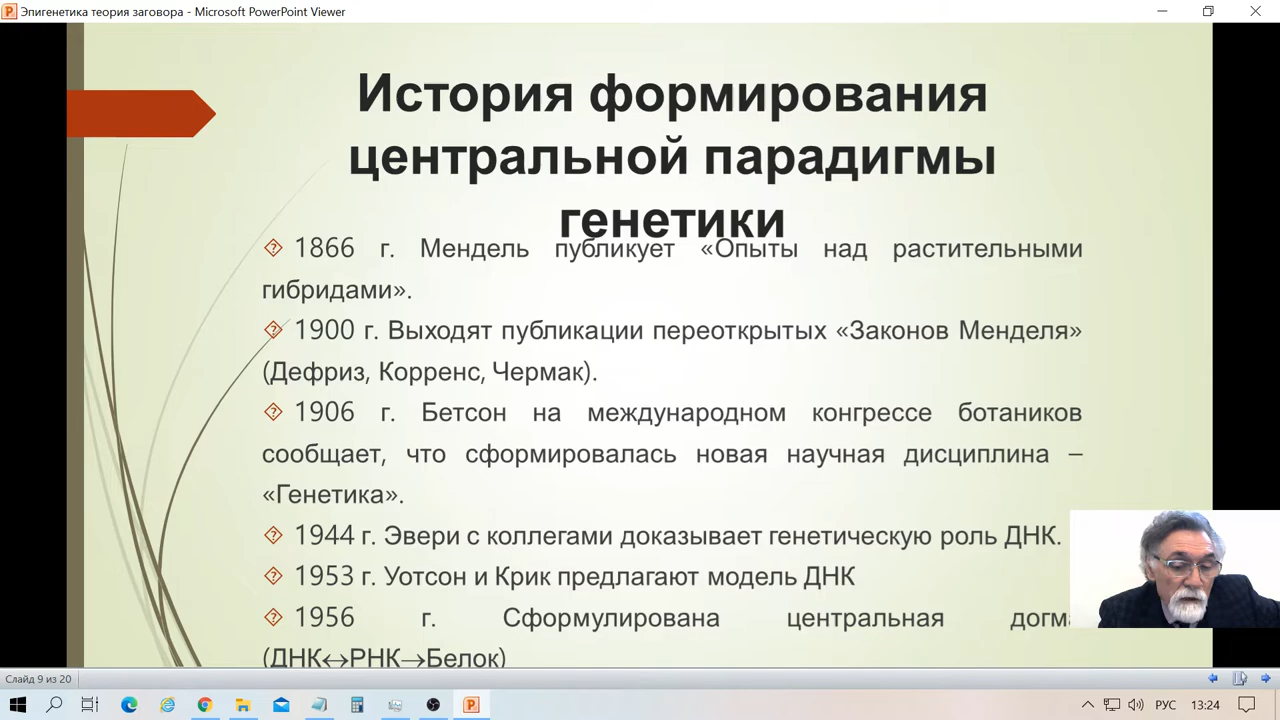 Эпигенетика теория заговора - Microsoft PowerPoint Viewer
История формирования
центральной парадигмы
генетики
1866 г. Мендель публикует «Опыты над растительными
гибридами».
1900 г. Выходят публикации переоткрытых «Законов Менделя»
(Дефриз, Корренс, Чермак).
1906 г. Бетсон на международном конгрессе ботаников
сообщает, что сформировалась новая научная дисциплина –
«Генетика».
1944 г. Эвери с коллегами доказывает генетическую роль ДНК.
1953 г. Уотсон и Крик предлагают модель ДНК
1956 г. Сформулирована центральная догма
(ДНК↔РНК→Белок)
Слайд 9 из 20
РУС 13:24